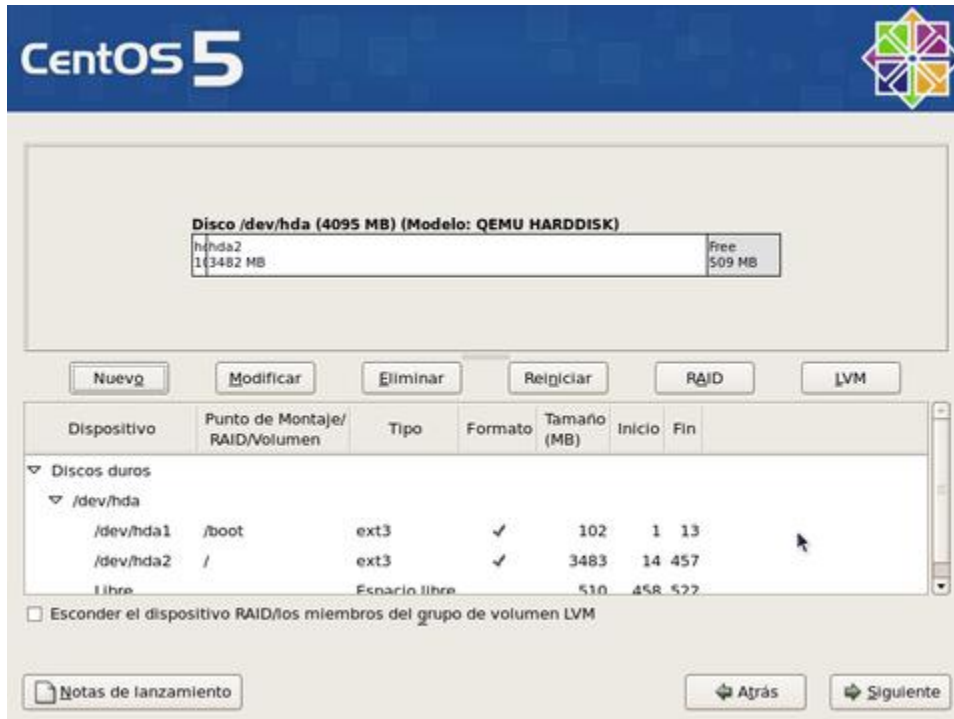 CentOS 5
Disco /dev/hda (4095 MB) (Modelo: QEMU HARDDISK)
hda2 Free
3482 MB 509 MB
Nuevo Modificar Eliminar Reiniciar RAID LVM
Dispositivo Punto de Montaje/ RAID/Volumen Tipo Formato Tamaño (MB) Inicio Fin
Discos duros
/dev/hda
/dev/hda1 /boot ext3 ✓ 102 1 13
/dev/hda2 / ext3 ✓ 3483 14 457
Libre Espacio libre 510 458 522
Esconder el dispositivo RAID/los miembros del grupo de volumen LVM
Notas de lanzamiento Atrás Siguiente